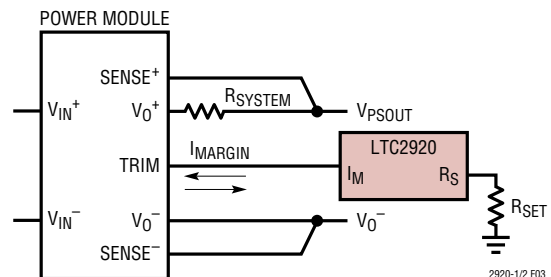 POWER MODULE
SENSE+
RSYSTEM
VIN+
VO+
VPSOUT
LTC2920
IMARGIN
TRIM
IM
RS
RSET
VIN–
VO–
VO–
SENSE–
2920-1/2 F03